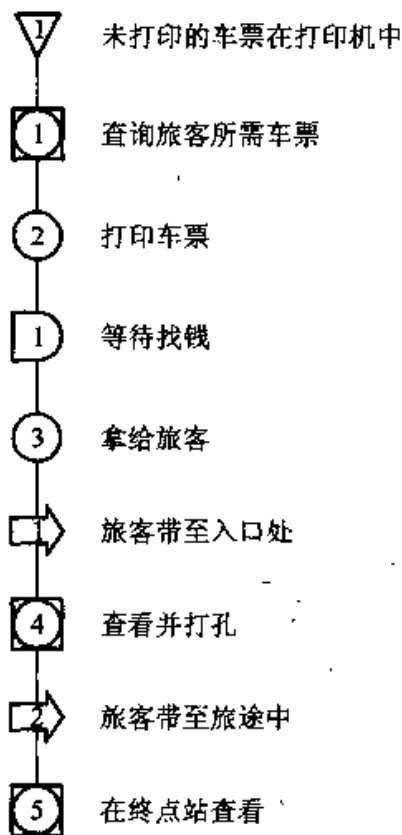 1 未打印的车票在打印机中
1 查询旅客所需车票
2 打印车票
1 等待找钱
3 拿给旅客
1 旅客带至入口处
4 查看并打孔
2 旅客带至旅途中
5 在终点站查看